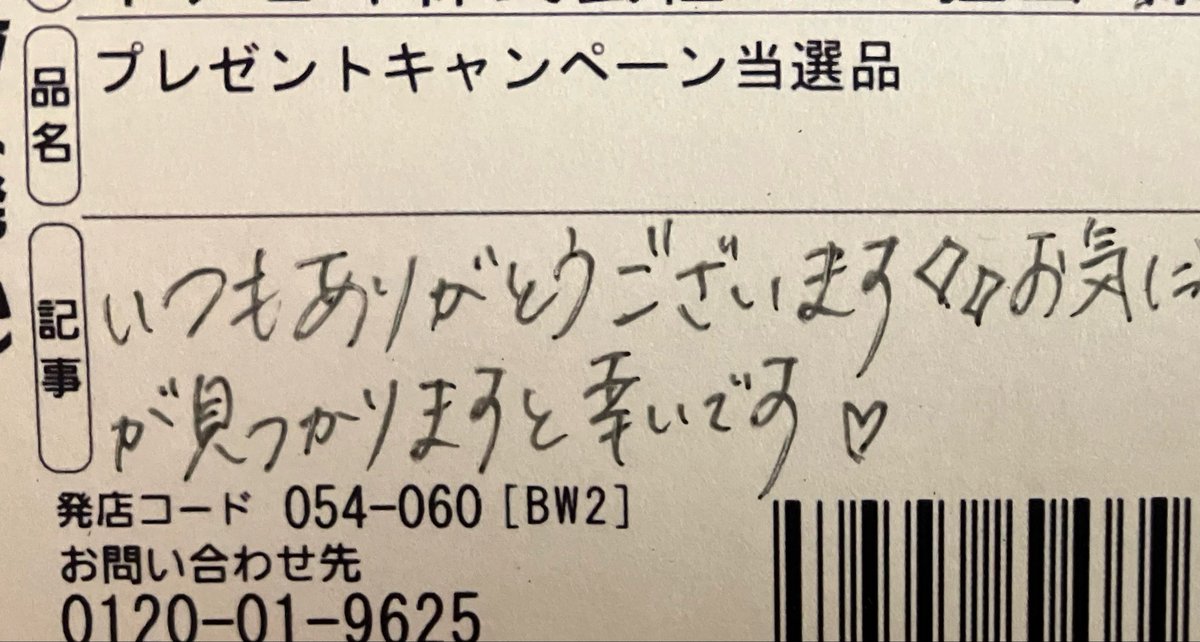 品名
プレゼントキャンペーン当選品
記事
いつもありがとうございます♢♢お気に
が見つかりますと幸いです♡
発店コード 054-060 [BW2]
お問い合わせ先
0120-01-9625